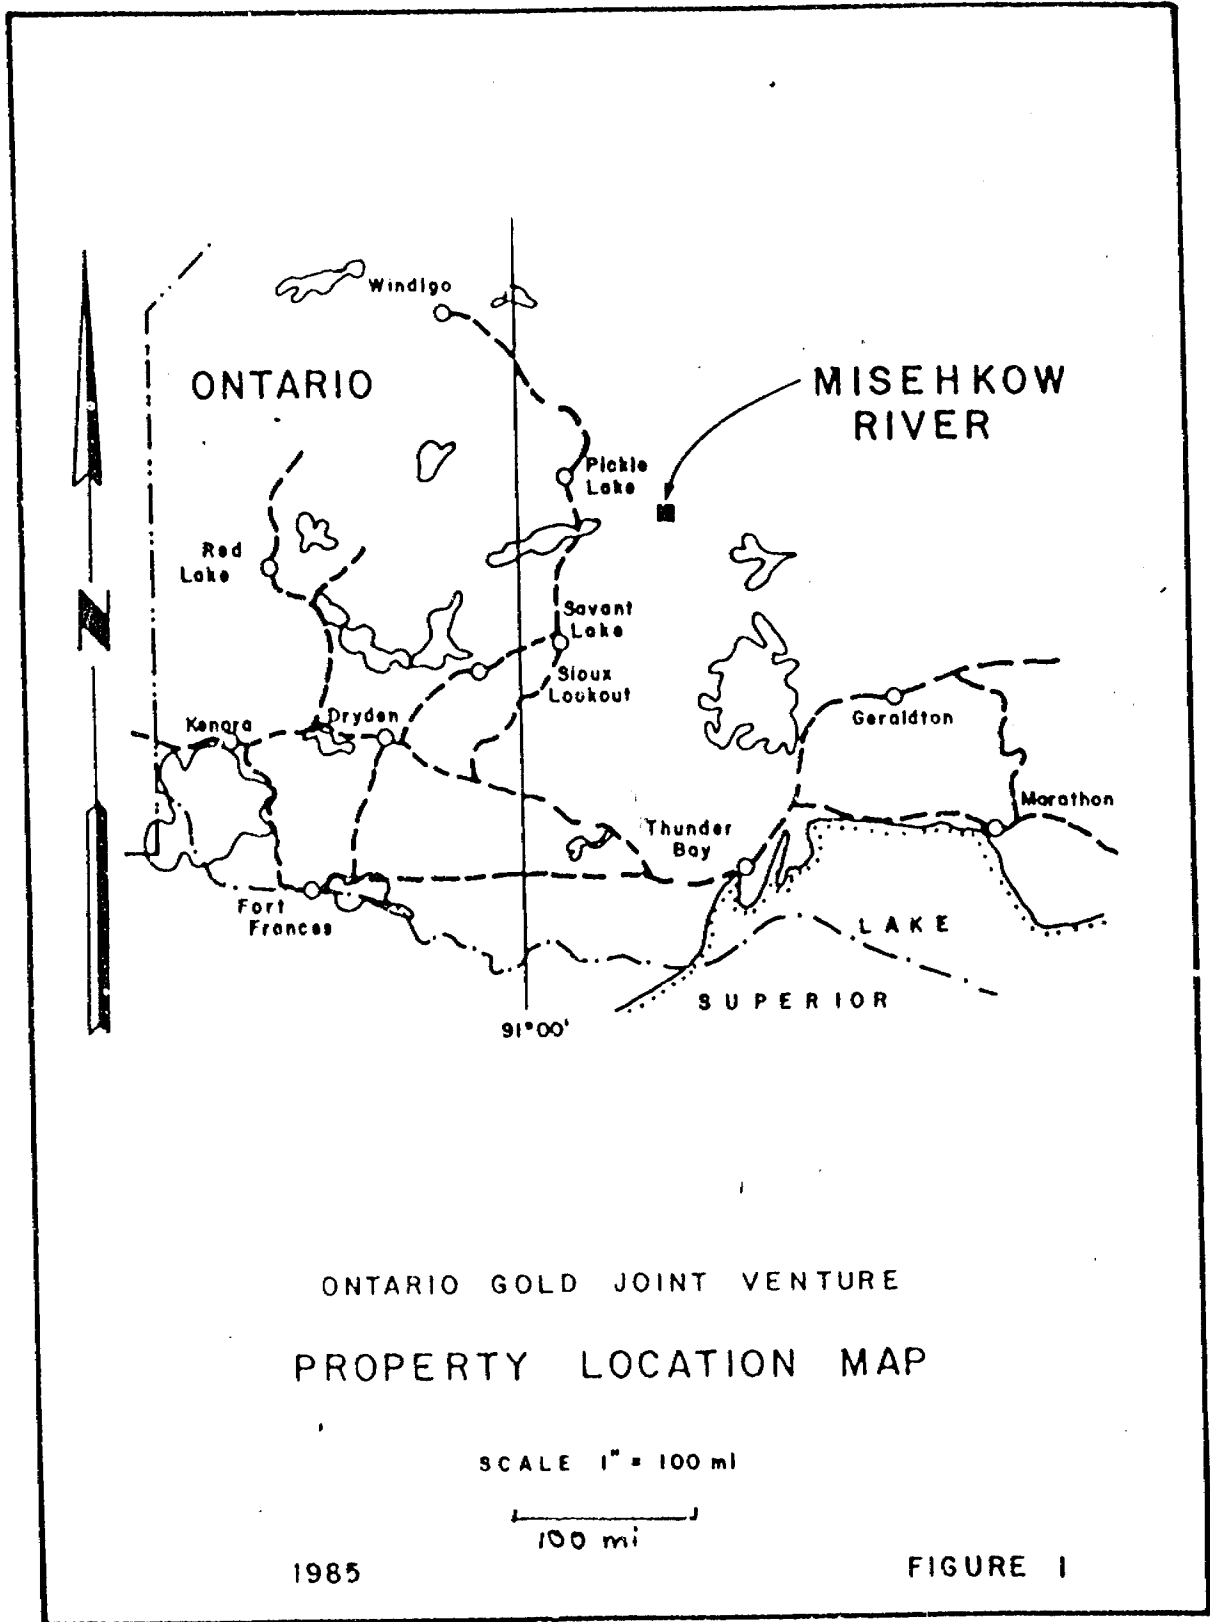 Windigo
ONTARIO
MISEHKOW
RIVER
Pickle
Lake
Red
Lake
N
Savant
Lake
Sioux
Lookout
Kenora
Dryden
Geraldton
Marathon
Thunder
Bay
Fort
Frances
LAKE
SUPERIOR
91°00'
ONTARIO GOLD JOINT VENTURE
PROPERTY LOCATION MAP
SCALE 1" = 100 mi
100 mi
1985
FIGURE 1